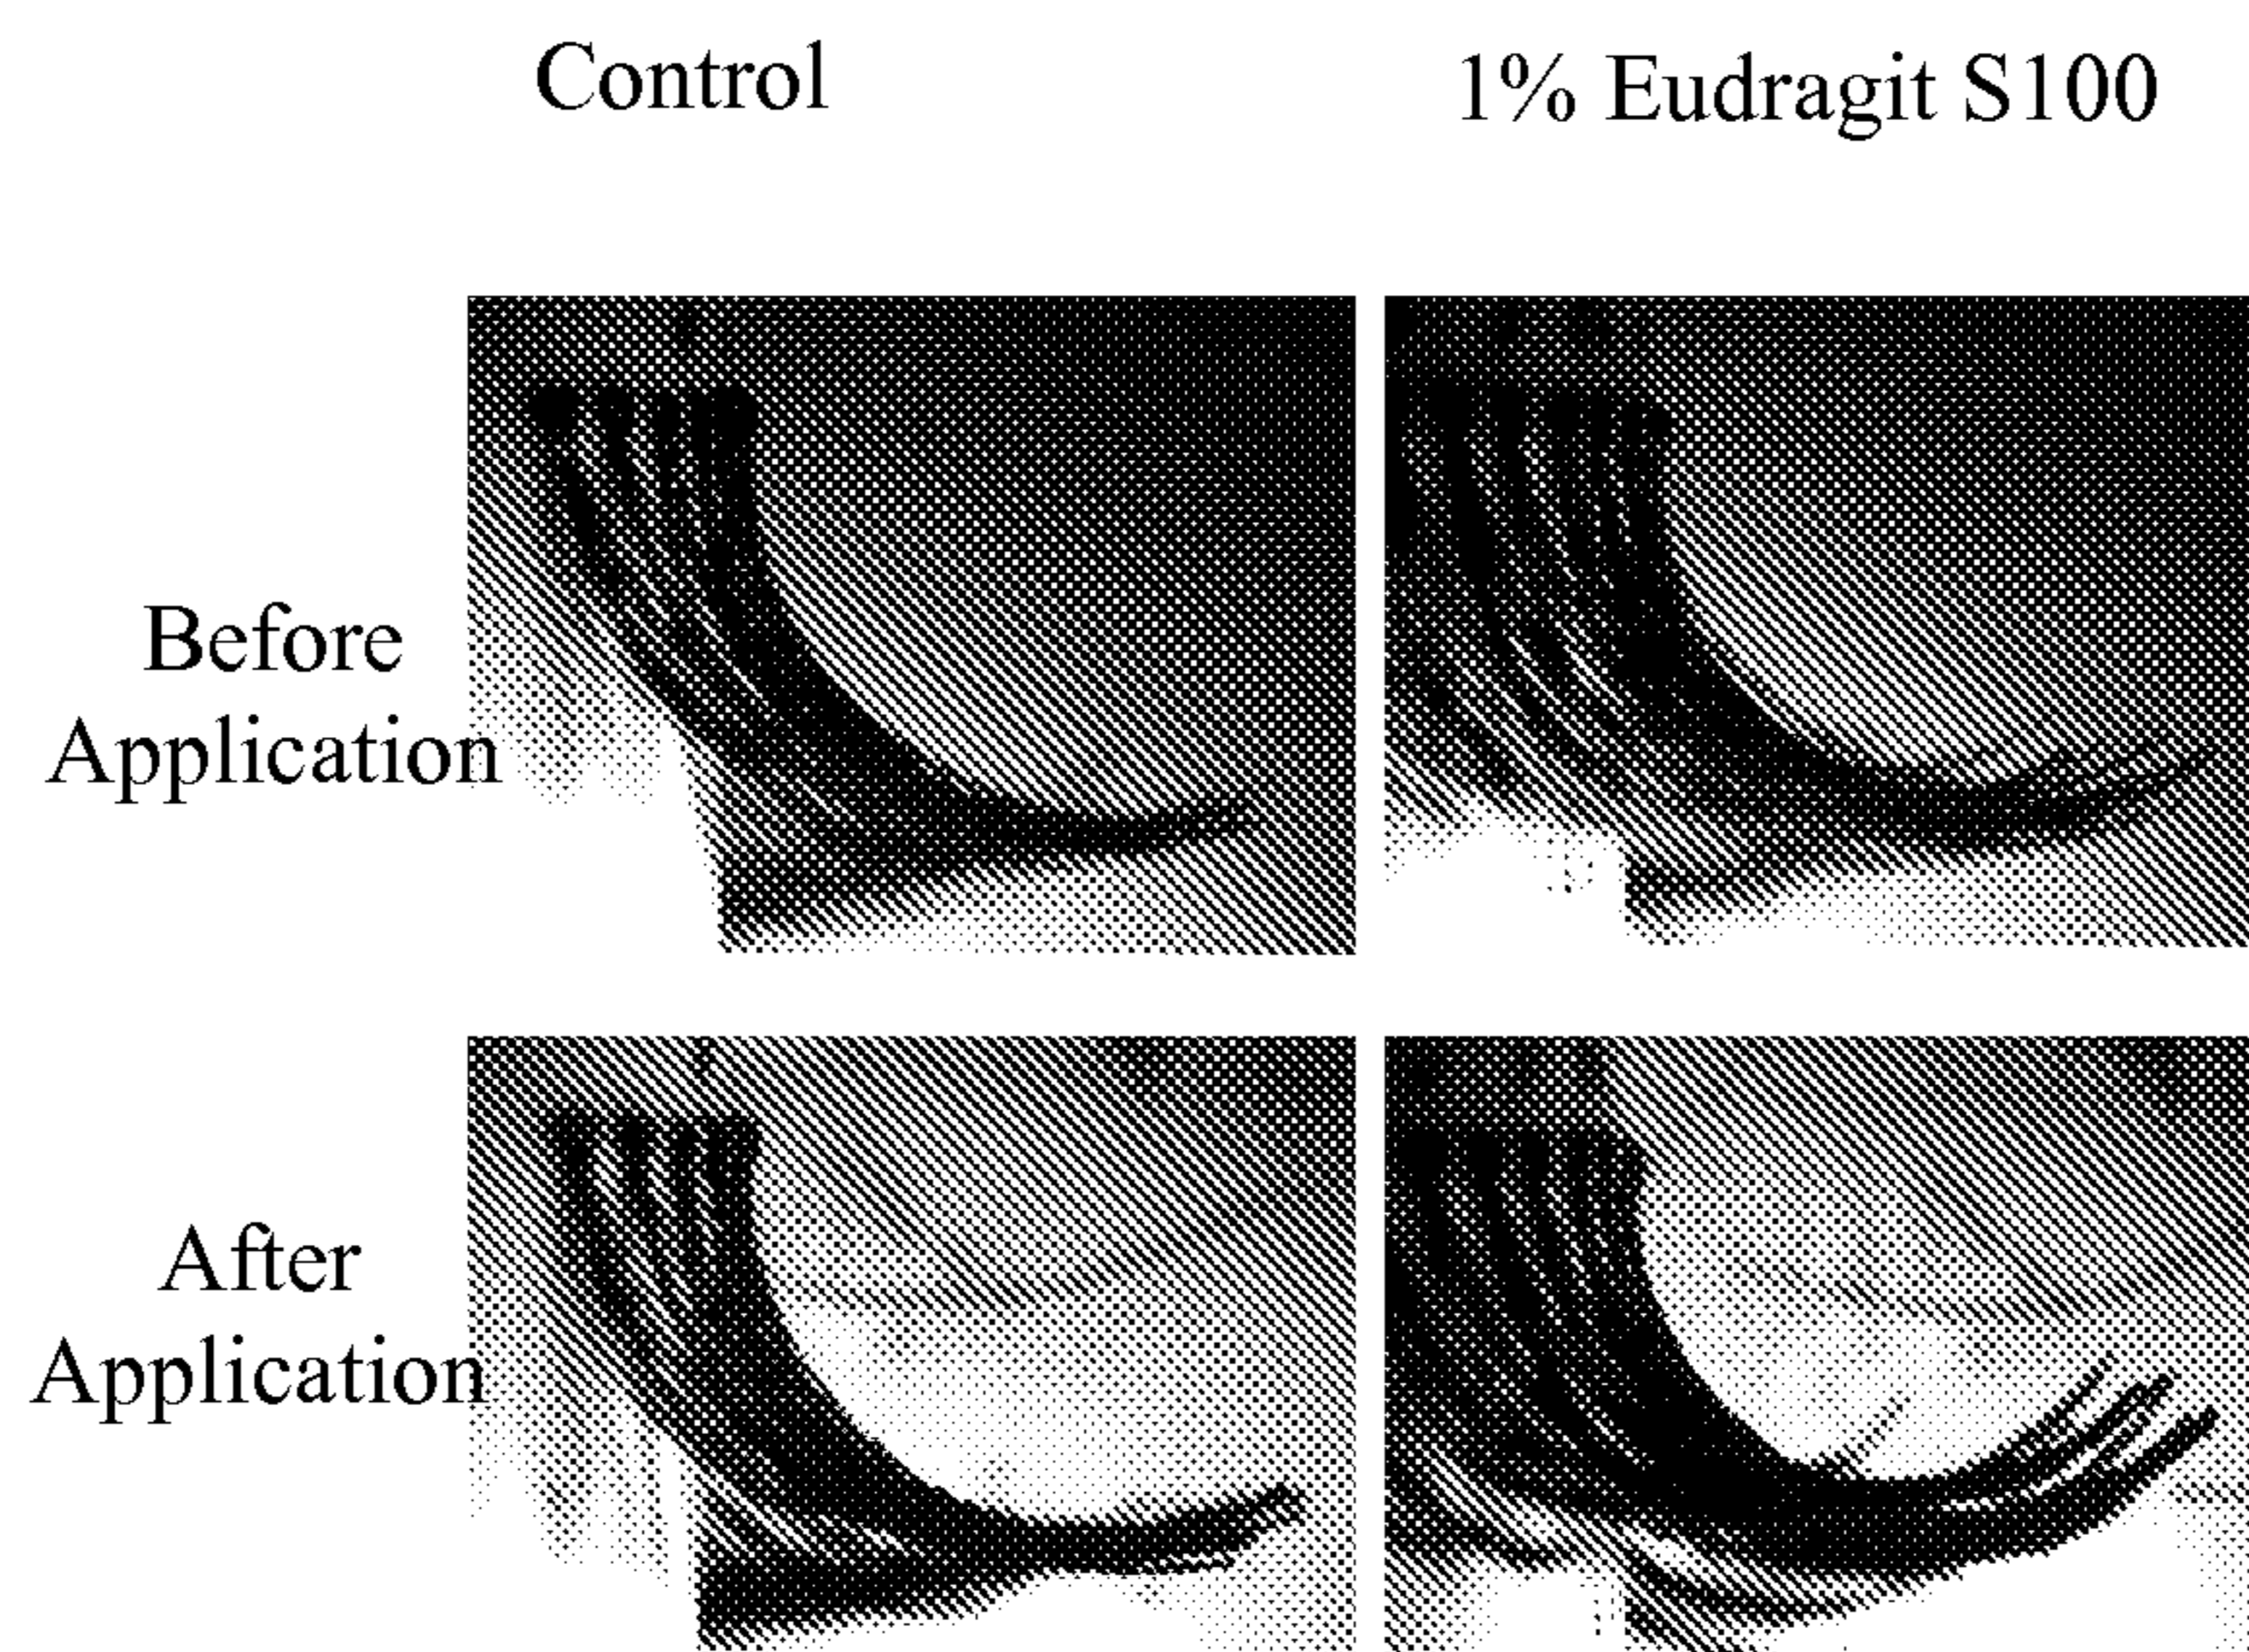 Control
1% Eudragit S100
Before
Application
After
Application